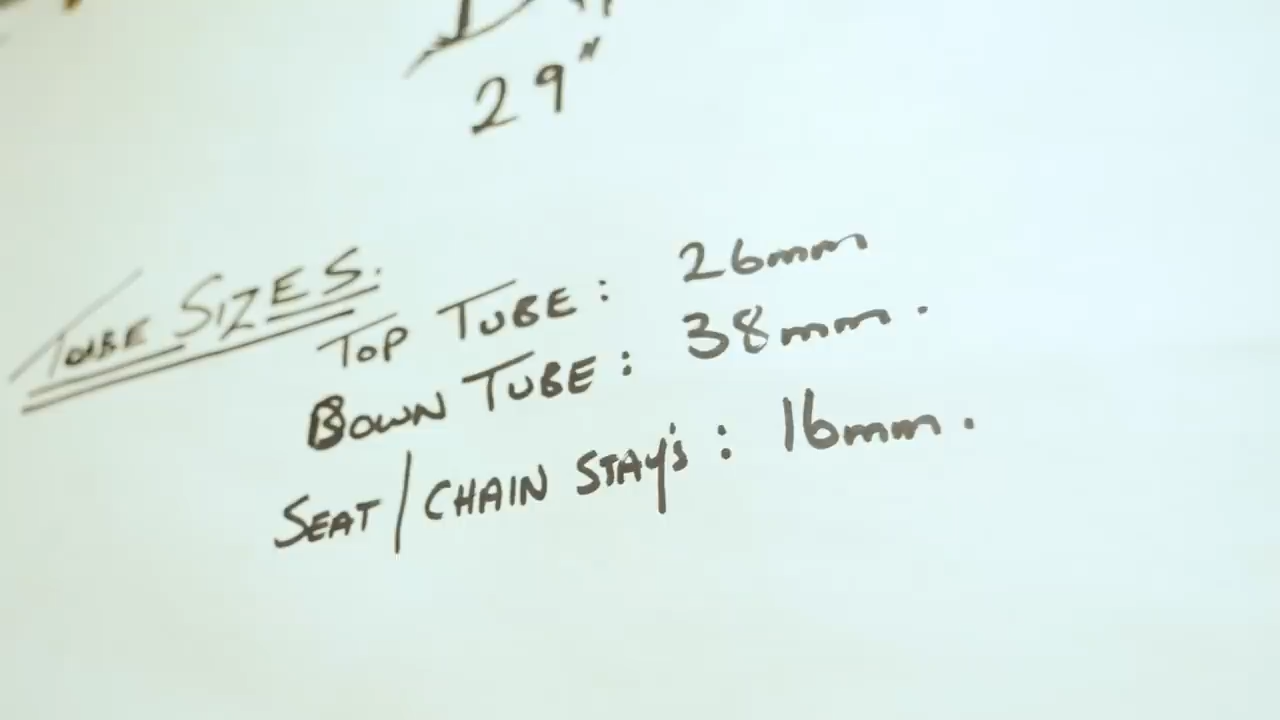 29"
TUBE SIZES.
TOP TUBE: 26mm
DOWN TUBE: 38mm.
SEAT/CHAIN STAY'S: 16mm.